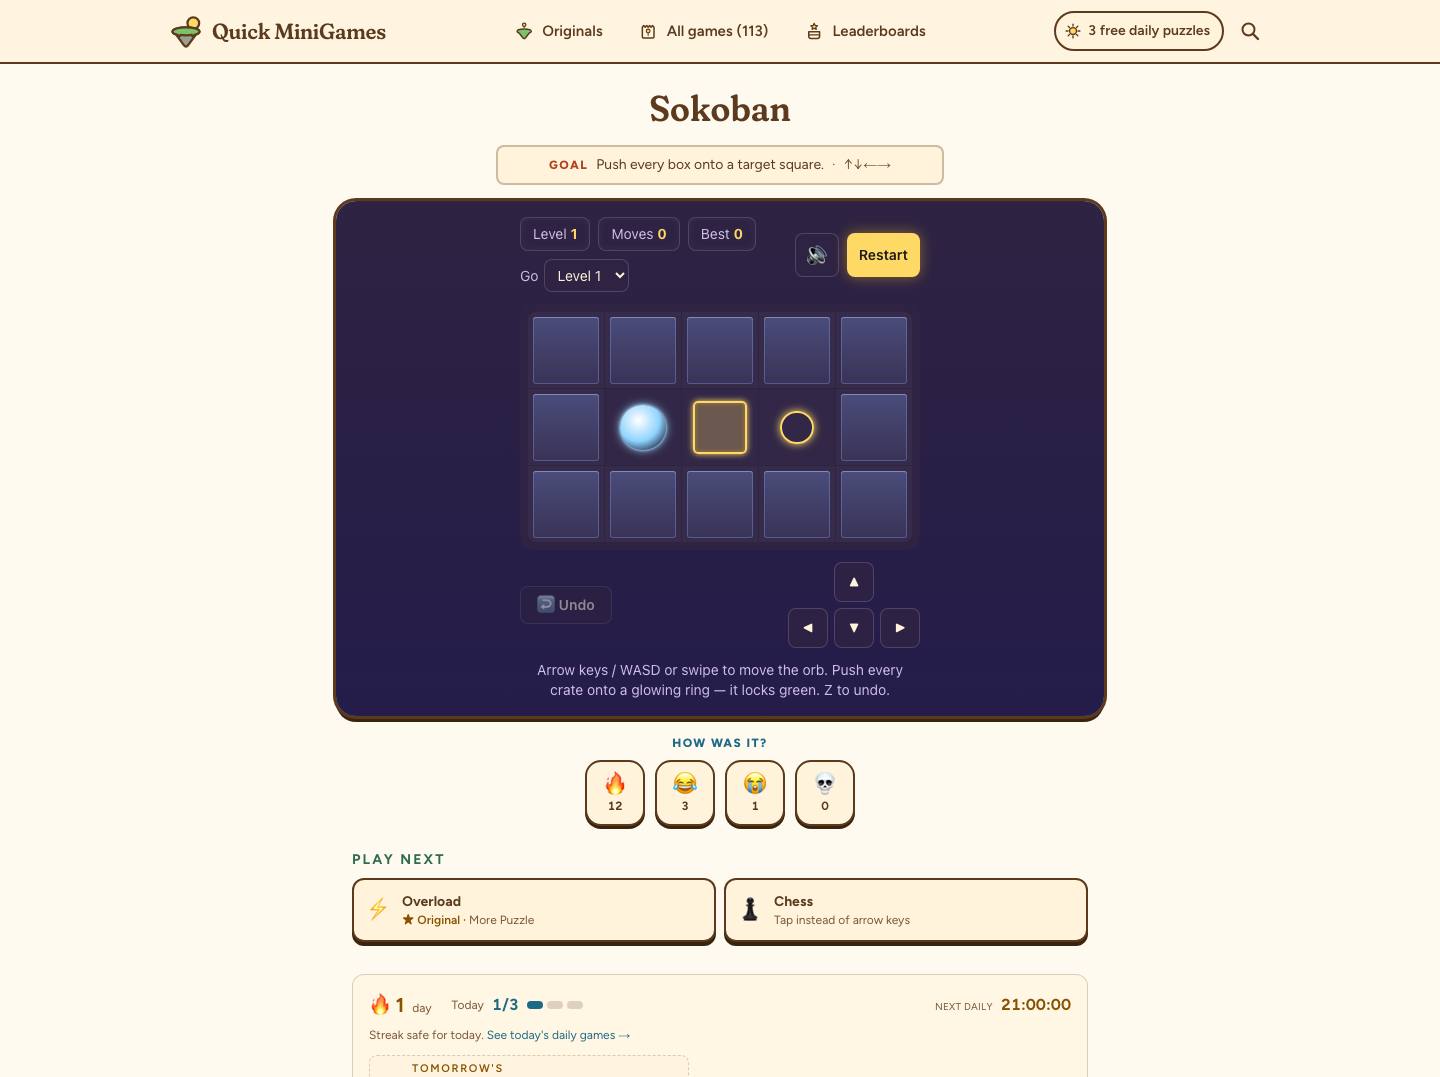 Quick MiniGames
Originals
All games (113)
Leaderboards
3 free daily puzzles
Sokoban
GOAL Push every box onto a target square. · ↑↓←→
Level 1
Moves 0
Best 0
Go
Level 1
Restart
Undo
▲
◄
▼
►
Arrow keys / WASD or swipe to move the orb. Push every
crate onto a glowing ring — it locks green. Z to undo.
HOW WAS IT?
12
3
1
0
PLAY NEXT
Overload
Original · More Puzzle
Chess
Tap instead of arrow keys
1 day
Today 1/3
NEXT DAILY 21:00:00
Streak safe for today. See today's daily games →
TOMORROW'S